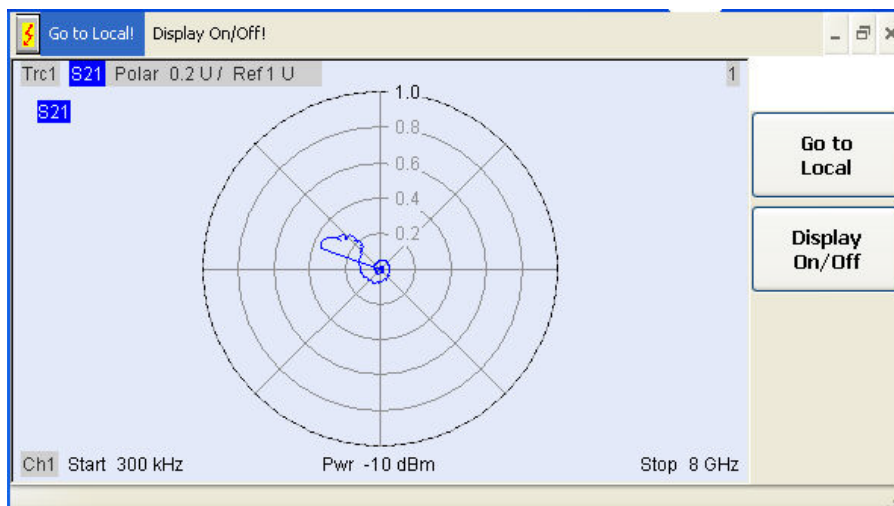 Go to Local! Display On/Off!
Trc1 S21 Polar 0.2 U/ Ref 1 U 1
S21
1.0
0.8
0.6
0.4
0.2
Go to
Local
Display
On/Off
Ch1 Start 300 kHz Pwr -10 dBm Stop 8 GHz